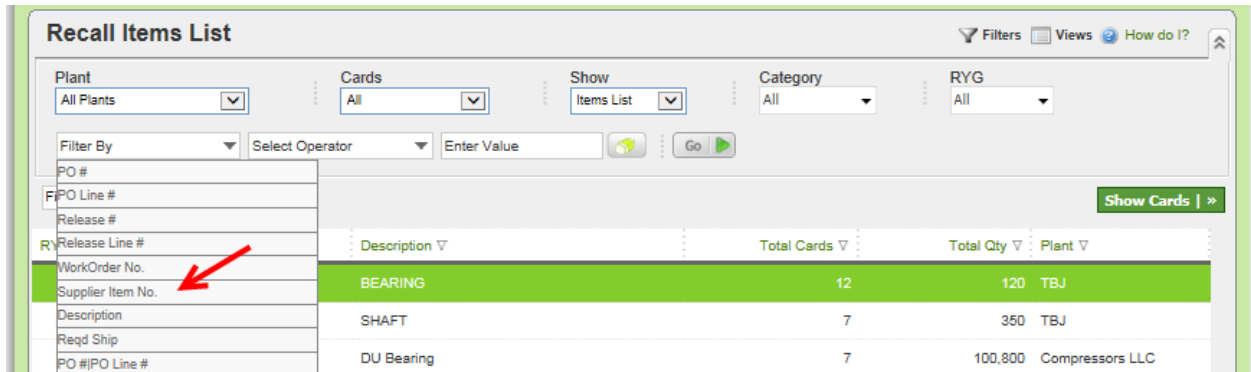 Recall Items List
Filters Views How do I?
Plant Cards Show Category RYG
All Plants All Items List All All
Filter By Select Operator Enter Value Go
PO #
PO Line #
Show Cards | »
Release #
Release Line #
Description Total Cards Total Qty Plant
WorkOrder No.
Supplier Item No.
BEARING 12 120 TBJ
Description
SHAFT 7 350 TBJ
Reqd Ship
PO #|PO Line #
DU Bearing 7 100,800 Compressors LLC